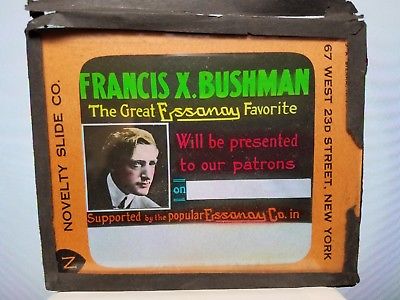 FRANCIS X. BUSHMAN
The Great Essanay Favorite
Will be presented
to our patrons
on
Supported by the popular Essanay Co. in
NOVELTY SLIDE CO.
67 WEST 23D STREET, NEW YORK
Z